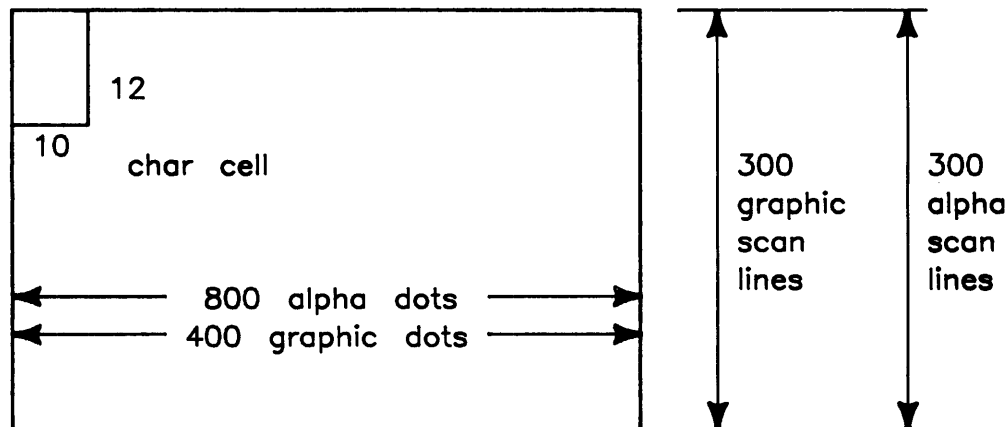 12
10
char cell
800 alpha dots
400 graphic dots
300
graphic
scan
lines
300
alpha
scan
lines